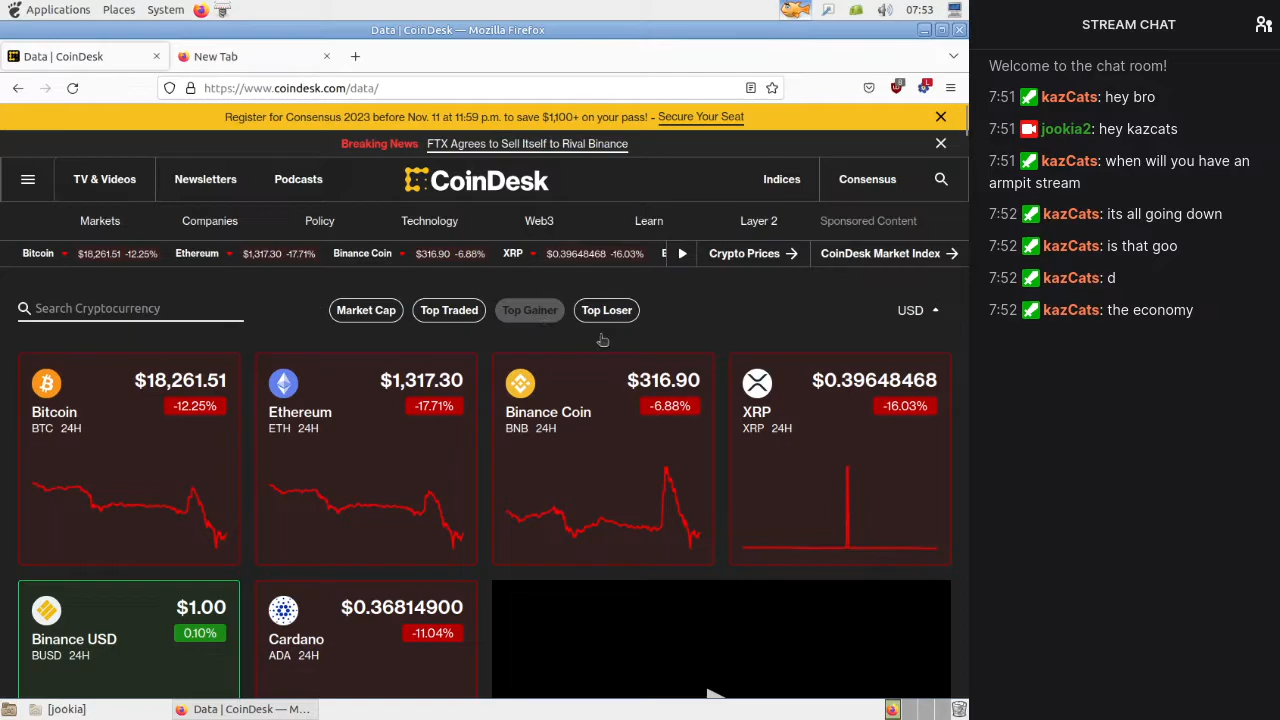 Applications Places System 07:53
Data | CoinDesk — Mozilla Firefox
Data | CoinDesk New Tab
https://www.coindesk.com/data/
Register for Consensus 2023 before Nov. 11 at 11:59 p.m. to save $1,100+ on your pass! - Secure Your Seat
Breaking News FTX Agrees to Sell Itself to Rival Binance
TV & Videos Newsletters Podcasts CoinDesk Indices Consensus
Markets Companies Policy Technology Web3 Learn Layer 2 Sponsored Content
Bitcoin $18,261.51 -12.25% Ethereum $1,317.30 -17.71% Binance Coin $316.90 -6.88% XRP $0.39648468 -16.03% Crypto Prices CoinDesk Market Index
Search Cryptocurrency Market Cap Top Traded Top Gainer Top Loser USD
$18,261.51
-12.25%
Bitcoin
BTC 24H
$1,317.30
-17.71%
Ethereum
ETH 24H
$316.90
-6.88%
Binance Coin
BNB 24H
$0.39648468
-16.03%
XRP
XRP 24H
$1.00
0.10%
Binance USD
BUSD 24H
$0.36814900
-11.04%
Cardano
ADA 24H
[jookia] Data | CoinDesk — M...
STREAM CHAT
Welcome to the chat room!
7:51 kazCats: hey bro
7:51 jookia2: hey kazcats
7:51 kazCats: when will you have an
armpit stream
7:52 kazCats: its all going down
7:52 kazCats: is that goo
7:52 kazCats: d
7:52 kazCats: the economy